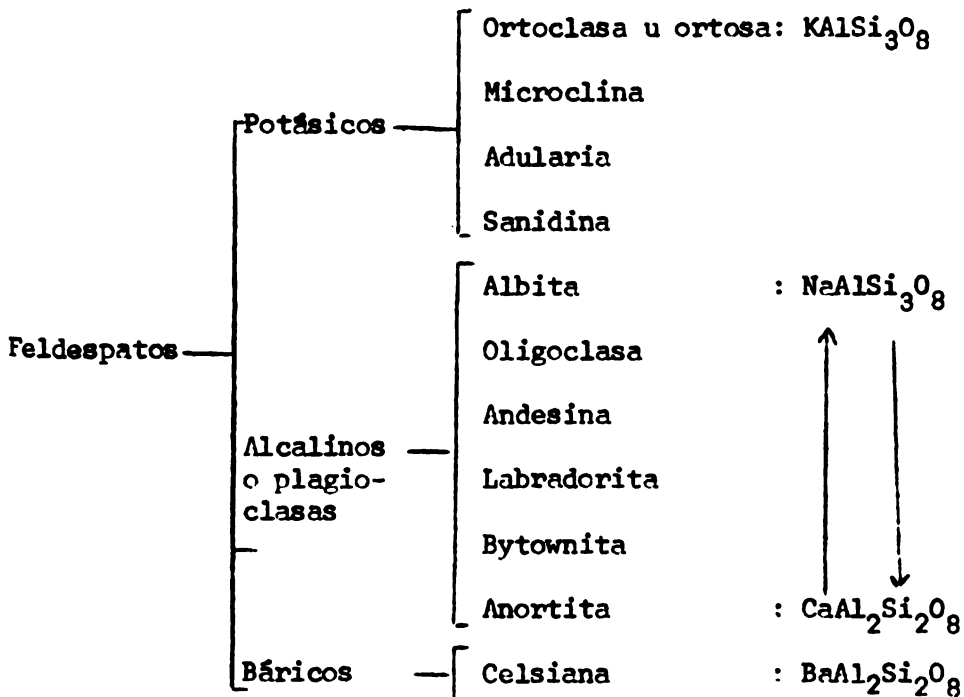 Ortoclasa u ortosa: KAlSi₃O₈
Microclina
Potásicos
Adularia
Sanidina
Albita : NaAlSi₃O₈
Feldespatos
Oligoclasa
Andesina
Alcalinos
o plagio-
clasas
Labradorita
Bytownita
Anortita : CaAl₂Si₂O₈
Báricos
Celsiana : BaAl₂Si₂O₈